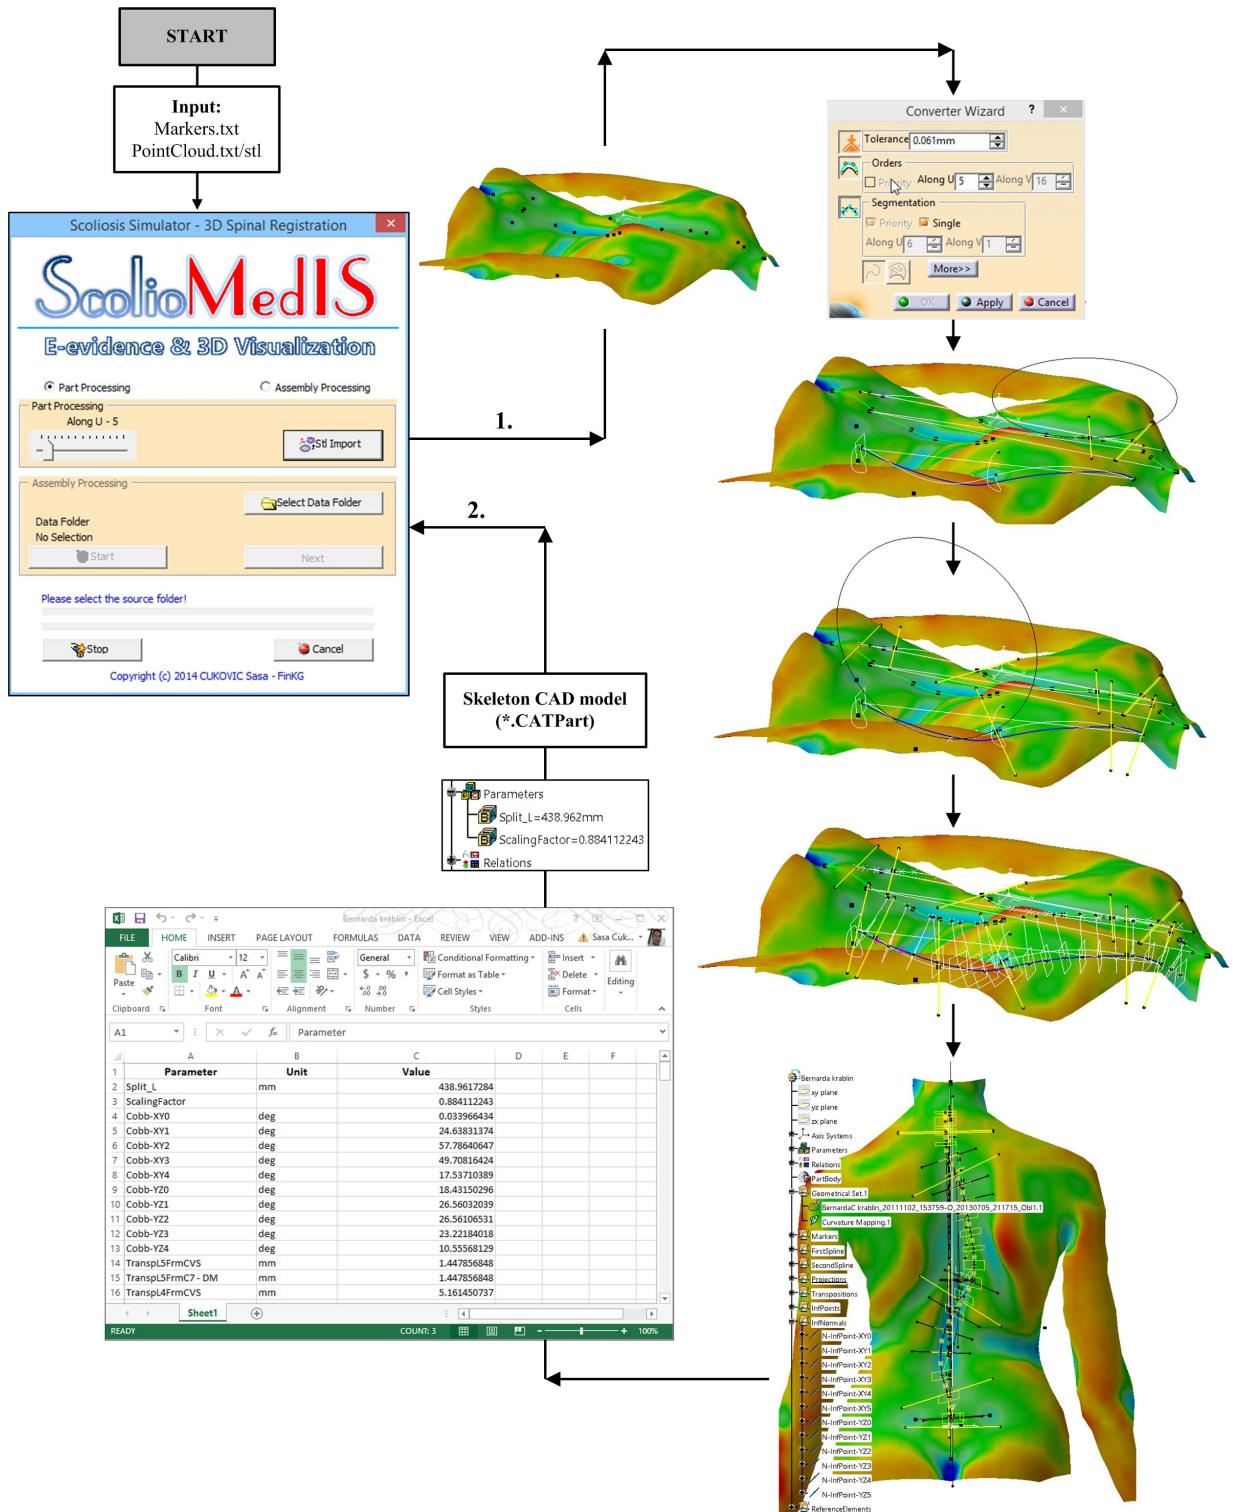 START
Input:
Markers.txt
PointCloud.txt/stl
Scoliosis Simulator - 3D Spinal Registration
ScolioMedIS
E-evidence & 3D Visualization
Part Processing
Assembly Processing
Part Processing
Along U - 5
Stl Import
Assembly Processing
Select Data Folder
Data Folder
No Selection
Start
Next
Please select the source folder!
Stop
Cancel
Copyright (c) 2014 CUKOVIC Sasa - FinKG
1.
2.
Converter Wizard ?
Tolerance 0.061mm
Orders
Priority Along U 5 Along V 16
Segmentation
Priority Single
Along U 6 Along V 1
More>>
OK Apply Cancel
Skeleton CAD model
(*.CATPart)
Parameters
Split_L=438.962mm
ScalingFactor=0.884112243
Relations
Bernarda krablin - Excel
FILE HOME INSERT PAGE LAYOUT FORMULAS DATA REVIEW VIEW ADD-INS Sasa Cuk...
Paste
Calibri 12
B I U
A A
General
$ % ,
Conditional Formatting
Format as Table
Cell Styles
Insert
Delete
Format
Editing
Clipboard Font Alignment Number Styles Cells
A1 fx Parameter
A B C D E F
1 Parameter Unit Value
2 Split_L mm 438.9617284
3 ScalingFactor 0.884112243
4 Cobb-XY0 deg 0.033966434
5 Cobb-XY1 deg 24.63831374
6 Cobb-XY2 deg 57.78640647
7 Cobb-XY3 deg 49.70816424
8 Cobb-XY4 deg 17.53710389
9 Cobb-YZ0 deg 18.43150296
10 Cobb-YZ1 deg 26.56032039
11 Cobb-YZ2 deg 26.56106531
12 Cobb-YZ3 deg 23.22184018
13 Cobb-YZ4 deg 10.55568129
14 TranspL5FrmCVS mm 1.447856848
15 TranspL5FrmC7 - DM mm 1.447856848
16 TranspL4FrmCVS mm 5.161450737
Sheet1
READY COUNT: 3 100%
Bernarda krablin
xy plane
yz plane
zx plane
Axis Systems
Parameters
Relations
PartBody
Geometrical Set.1
BernardaC krablin_20111102_153759-O_20130705_211715_Obl1.1
Curvature Mapping.1
Markers
FirstSpline
SecondSpline
Projections
Transpositions
InfPoints
InfNormals
N-InfPoint-XY0
N-InfPoint-XY1
N-InfPoint-XY2
N-InfPoint-XY3
N-InfPoint-XY4
N-InfPoint-XY5
N-InfPoint-YZ0
N-InfPoint-YZ1
N-InfPoint-YZ2
N-InfPoint-YZ3
N-InfPoint-YZ4
N-InfPoint-YZ5
ReferenceElements